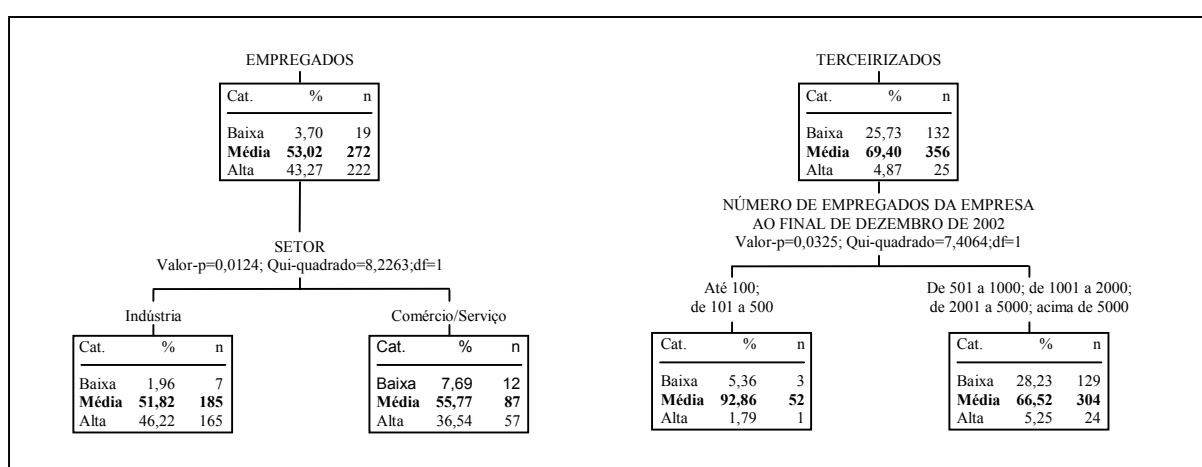 EMPREGADOS
Cat. % n
Baixa 3,70 19
Média 53,02 272
Alta 43,27 222
SETOR
Valor-p=0,0124; Qui-quadrado=8,2263;df=1
Indústria
Cat. % n
Baixa 1,96 7
Média 51,82 185
Alta 46,22 165
Comércio/Serviço
Cat. % n
Baixa 7,69 12
Média 55,77 87
Alta 36,54 57
TERCEIRIZADOS
Cat. % n
Baixa 25,73 132
Média 69,40 356
Alta 4,87 25
NÚMERO DE EMPREGADOS DA EMPRESA
AO FINAL DE DEZEMBRO DE 2002
Valor-p=0,0325; Qui-quadrado=7,4064;df=1
Até 100;
de 101 a 500
Cat. % n
Baixa 5,36 3
Média 92,86 52
Alta 1,79 1
De 501 a 1000; de 1001 a 2000;
de 2001 a 5000; acima de 5000
Cat. % n
Baixa 28,23 129
Média 66,52 304
Alta 5,25 24